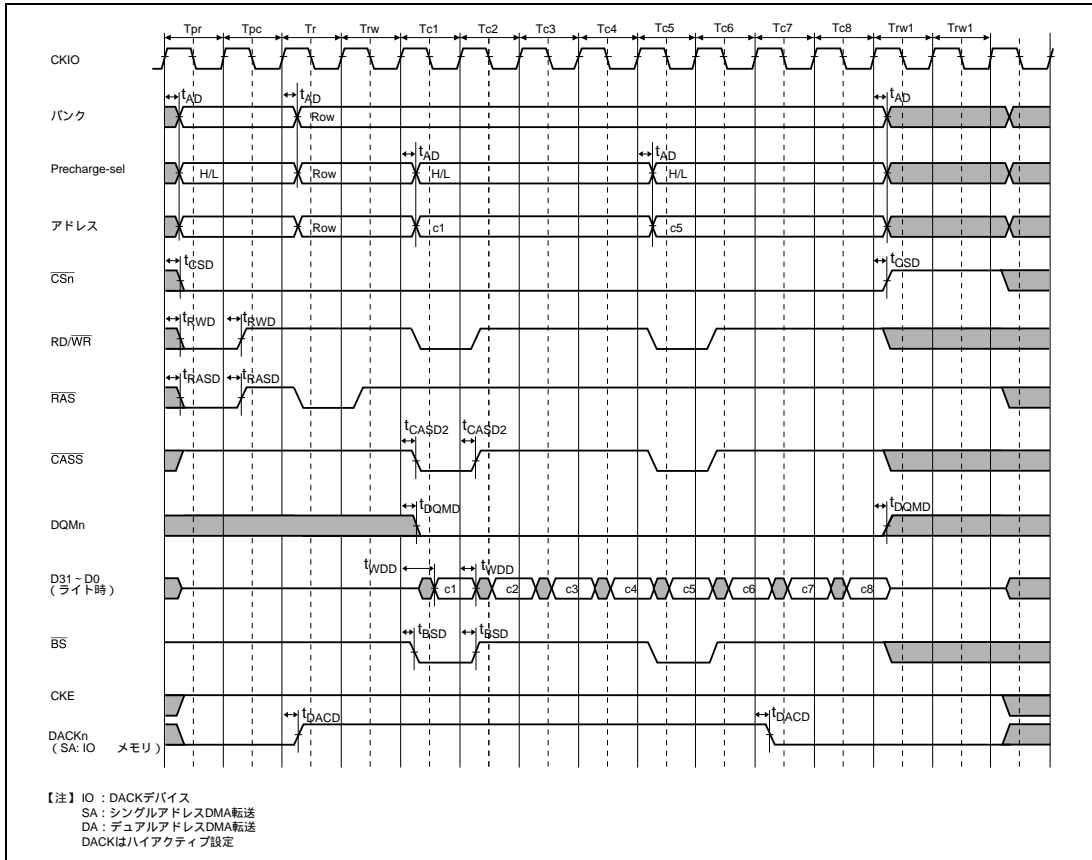 Tpr Tpc Tr Trw Tc1 Tc2 Tc3 Tc4 Tc5 Tc6 Tc7 Tc8 Trw1 Trw1
CKIO
tAD tAD tAD
バンク Row
tAD tAD
Precharge-sel H/L Row H/L H/L
アドレス Row c1 c5
tCSD tCSD
CSn
tRWD tRWD
RD/WR
tRASD tRASD
RAS
tCASD2 tCASD2
CASS
tDQMD tDQMD
DQMn
tWDD tWDD
D31~D0
(ライト時) c1 c2 c3 c4 c5 c6 c7 c8
tBSD tBSD
BS
CKE
tDACD tDACD
DACKn
(SA: IO メモリ)
【注】IO:DACKデバイス
SA:シングルアドレスDMA転送
DA:デュアルアドレスDMA転送
DACKはハイアクティブ設定